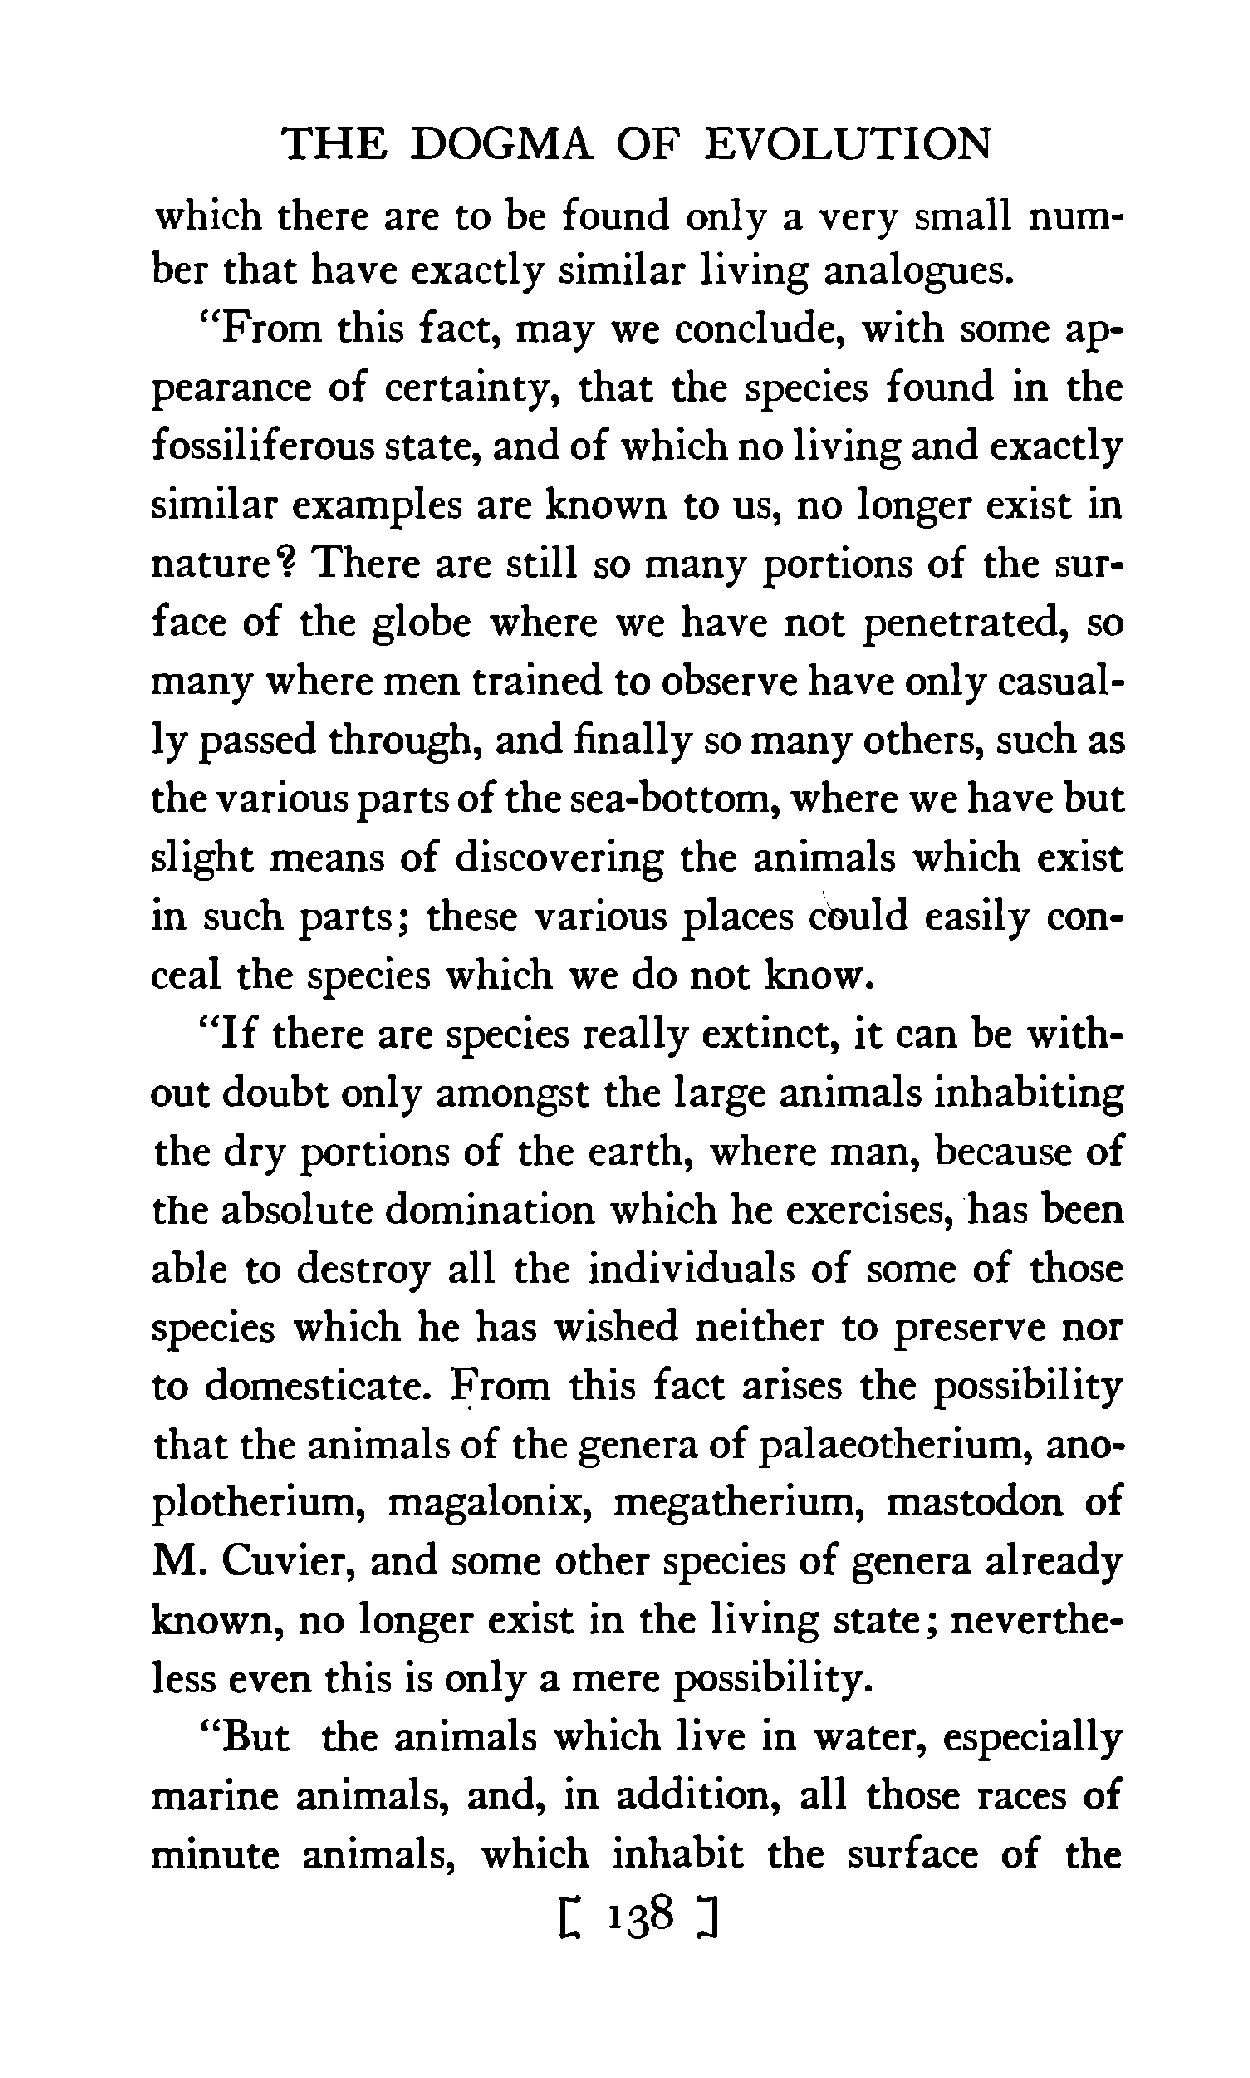 THE DOGMA OF EVOLUTION
which there are to be found only a very small num-
ber that have exactly similar living analogues.
“From this fact, may we conclude, with some ap-
pearance of certainty, that the species found in the
fossiliferous state, and of which no living and exactly
similar examples are known to us, no longer exist in
nature? There are still so many portions of the sur-
face of the globe where we have not penetrated, so
many where men trained to observe have only casual-
ly passed through, and finally so many others, such as
the various parts of the sea-bottom, where we have but
slight means of discovering the animals which exist
in such parts; these various places could easily con-
ceal the species which we do not know.
“If there are species really extinct, it can be with-
out doubt only amongst the large animals inhabiting
the dry portions of the earth, where man, because of
the absolute domination which he exercises, has been
able to destroy all the individuals of some of those
species which he has wished neither to preserve nor
to domesticate. From this fact arises the possibility
that the animals of the genera of palaeotherium, ano-
plotherium, magalonix, megatherium, mastodon of
M. Cuvier, and some other species of genera already
known, no longer exist in the living state; neverthe-
less even this is only a mere possibility.
“But the animals which live in water, especially
marine animals, and, in addition, all those races of
minute animals, which inhabit the surface of the
[ 138 ]